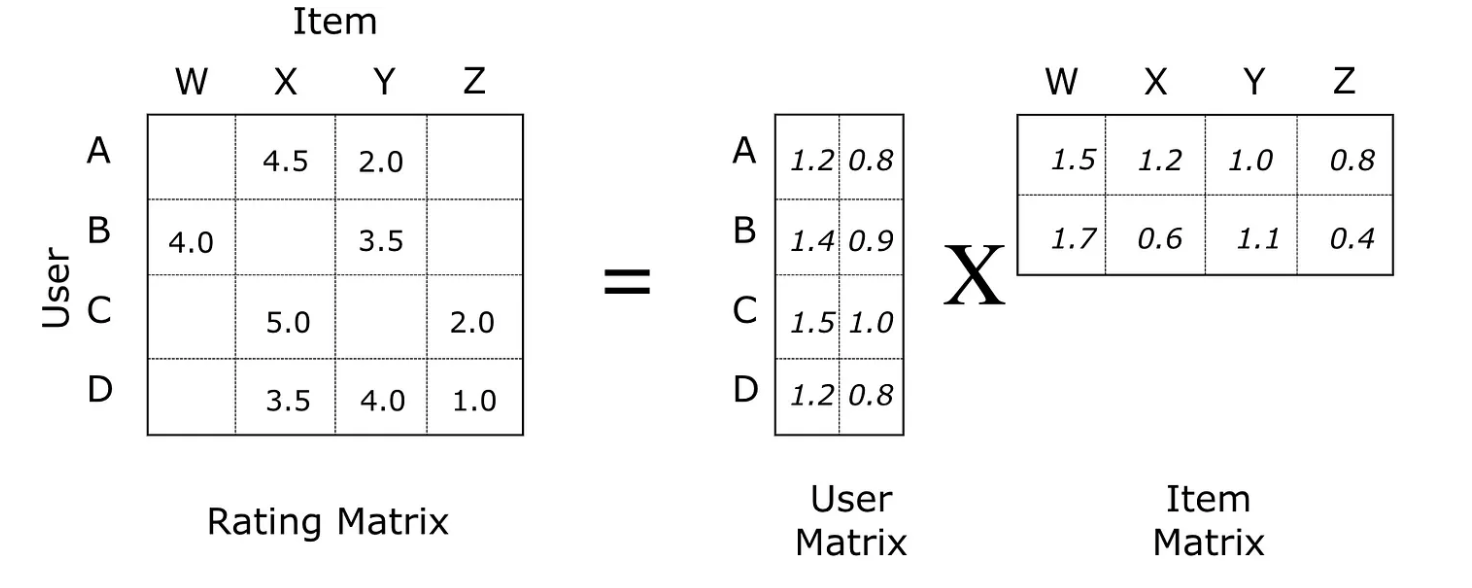 Item
W X Y Z
W X Y Z
A 4.5 2.0
A 1.2 0.8
1.5 1.2 1.0 0.8
B 4.0 3.5
B 1.4 0.9
1.7 0.6 1.1 0.4
User
=
X
C 5.0 2.0
C 1.5 1.0
D 3.5 4.0 1.0
D 1.2 0.8
Rating Matrix
User
Matrix
Item
Matrix